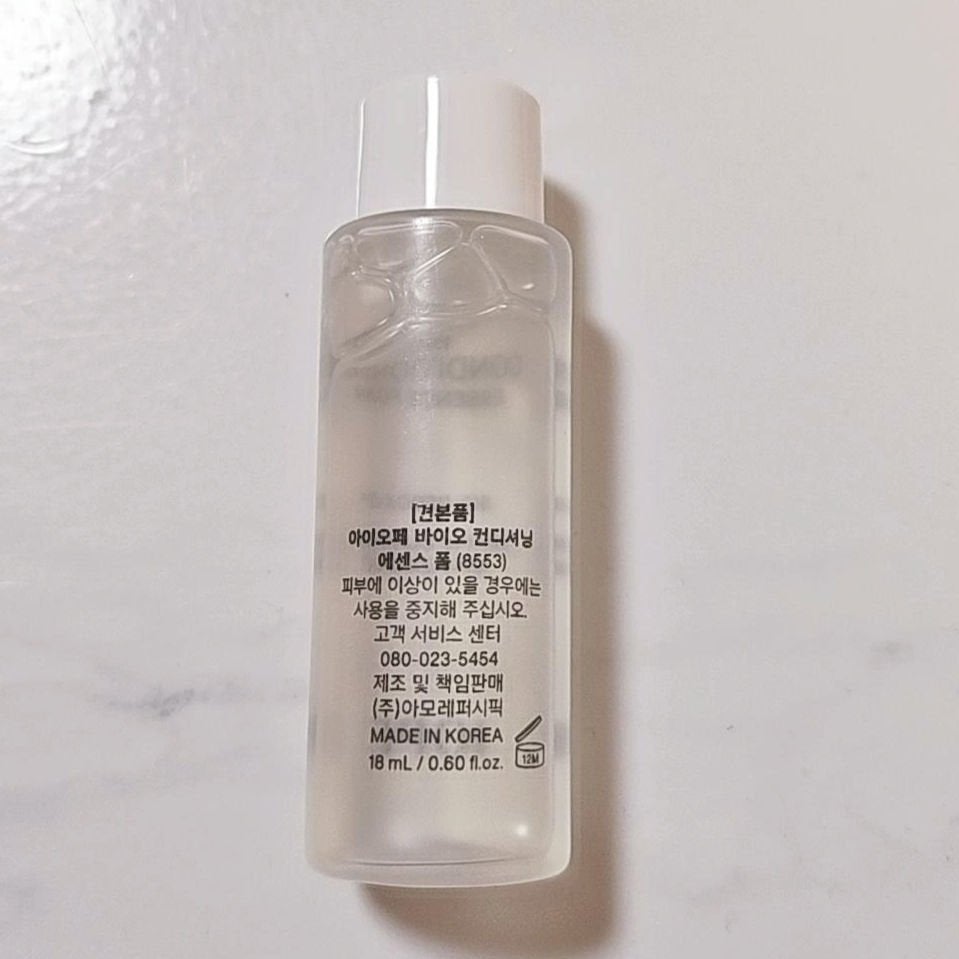 [견본품]
아이오페 바이오 컨디셔닝
에센스 폼 (8553)
피부에 이상이 있을 경우에는
사용을 중지해 주십시오.
고객 서비스 센터
080-023-5454
제조 및 책임판매
(주)아모레퍼시픽
MADE IN KOREA
18 mL / 0.60 fl.oz.
12M